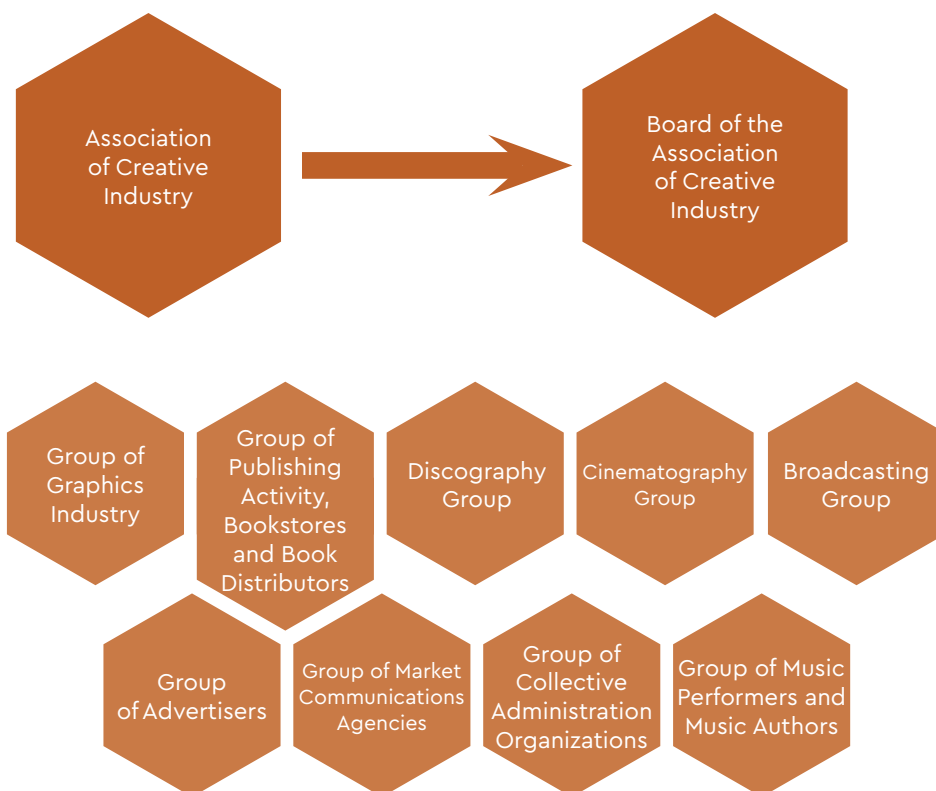 Association
of Creative
Industry
Board of the
Association
of Creative
Industry
Group of
Graphics
Industry
Group of
Publishing
Activity,
Bookstores
and Book
Distributors
Discography
Group
Cinematography
Group
Broadcasting
Group
Group
of Advertisers
Group of Market
Communications
Agencies
Group of
Collective
Administration
Organizations
Group of Music
Performers and
Music Authors